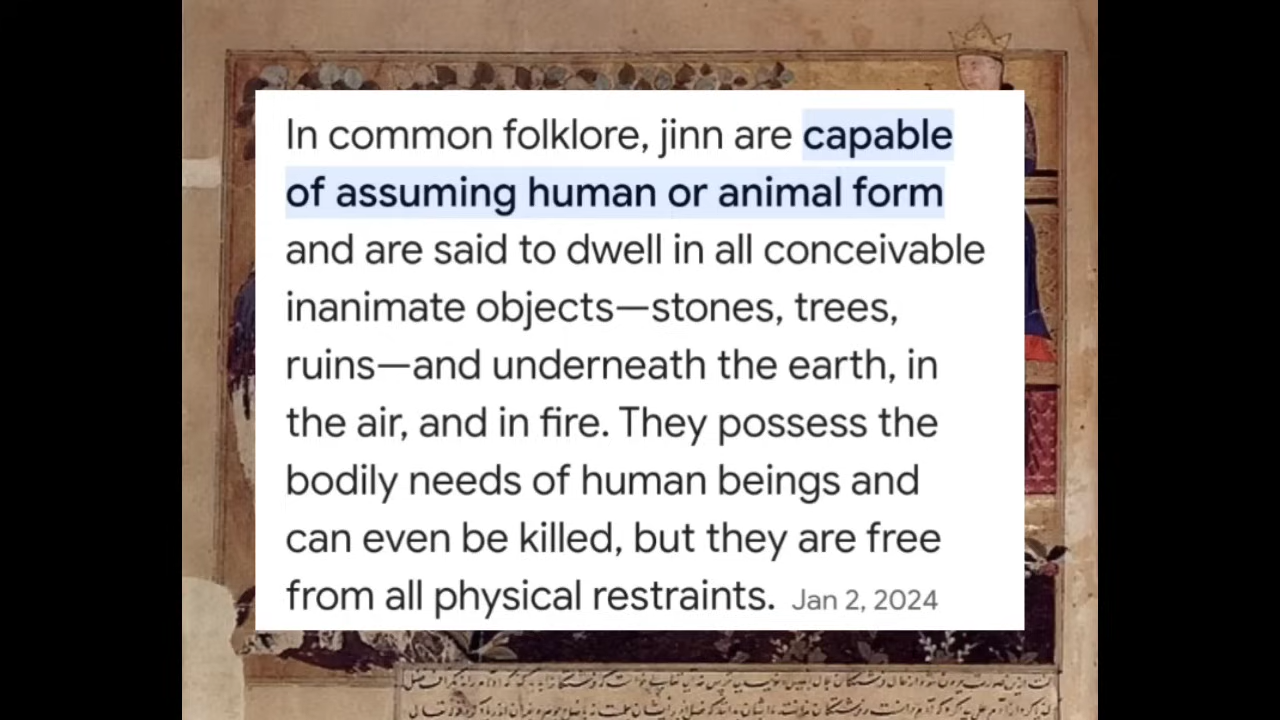 In common folklore, jinn are capable
of assuming human or animal form
and are said to dwell in all conceivable
inanimate objects—stones, trees,
ruins—and underneath the earth, in
the air, and in fire. They possess the
bodily needs of human beings and
can even be killed, but they are free
from all physical restraints. Jan 2, 2024